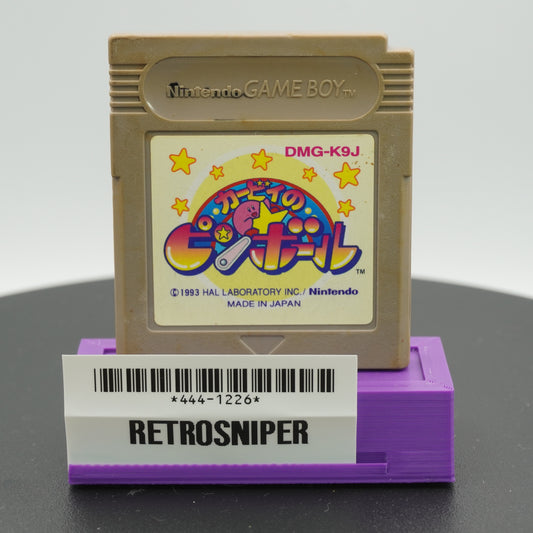 Nintendo GAME BOY TM
DMG-K9J
カービィの
ピンボール
TM
© 1993 HAL LABORATORY INC./ Nintendo
MADE IN JAPAN
*444-1226*
RETROSNIPER